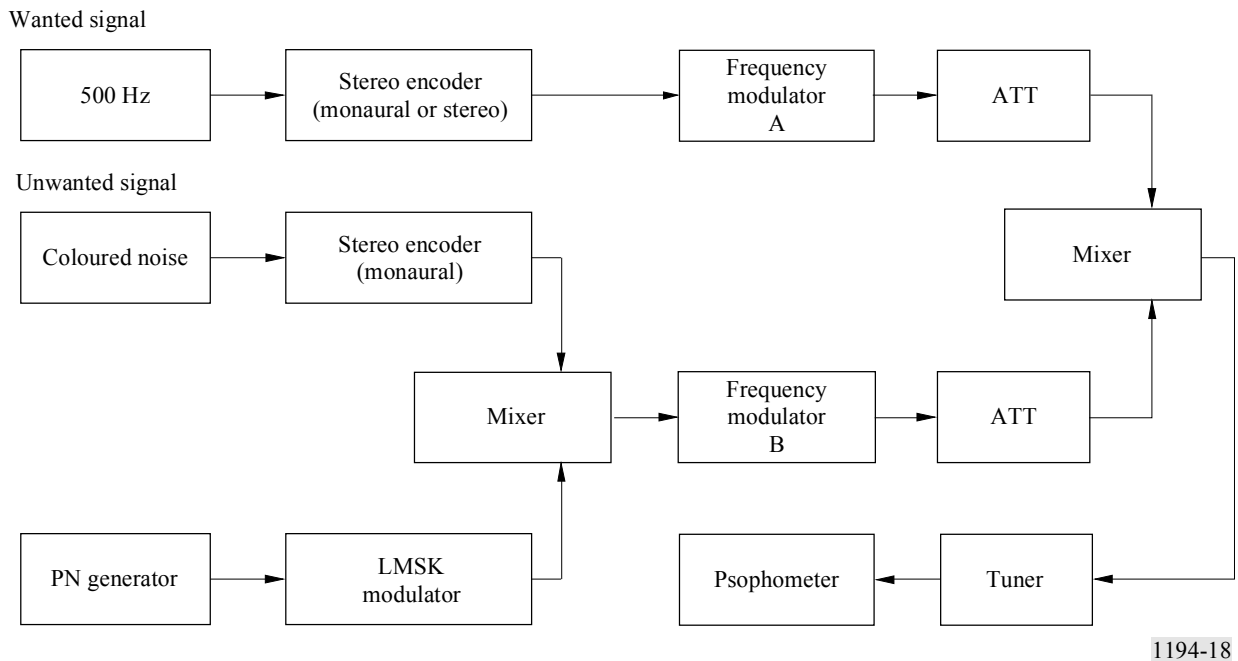 Wanted signal
500 Hz
Stereo encoder
(monaural or stereo)
Frequency
modulator
A
ATT
Unwanted signal
Coloured noise
Stereo encoder
(monaural)
Mixer
Mixer
Frequency
modulator
B
ATT
PN generator
LMSK
modulator
Psophometer
Tuner
1194-18